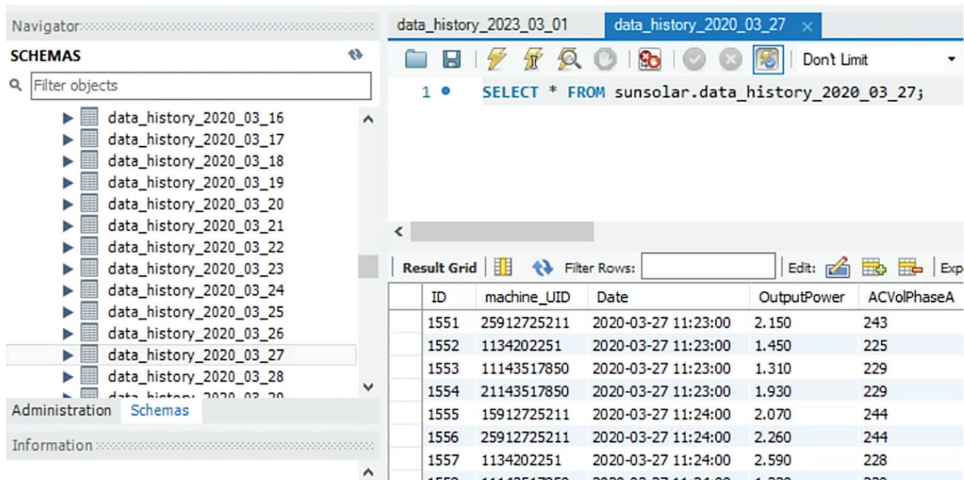 Navigator
SCHEMAS
Filter objects
data_history_2020_03_16
data_history_2020_03_17
data_history_2020_03_18
data_history_2020_03_19
data_history_2020_03_20
data_history_2020_03_21
data_history_2020_03_22
data_history_2020_03_23
data_history_2020_03_24
data_history_2020_03_25
data_history_2020_03_26
data_history_2020_03_27
data_history_2020_03_28
Administration Schemas
Information
data_history_2023_03_01 data_history_2020_03_27 ×
Don't Limit
1 SELECT * FROM sunsolar.data_history_2020_03_27;
Result Grid Filter Rows: Edit: Exp
ID machine_UID Date OutputPower ACVolPhaseA
1551 25912725211 2020-03-27 11:23:00 2.150 243
1552 1134202251 2020-03-27 11:23:00 1.450 225
1553 11143517850 2020-03-27 11:23:00 1.310 229
1554 21143517850 2020-03-27 11:23:00 1.930 229
1555 15912725211 2020-03-27 11:24:00 2.070 244
1556 25912725211 2020-03-27 11:24:00 2.260 244
1557 1134202251 2020-03-27 11:24:00 2.590 228